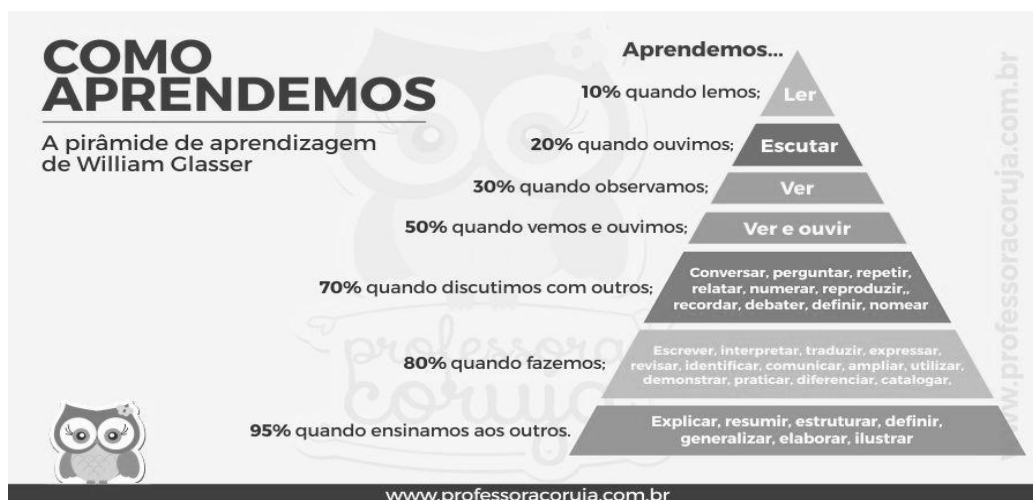 COMO
APRENDEMOS
A pirâmide de aprendizagem
de William Glasser
Aprendemos...
10% quando lemos;
Ler
20% quando ouvimos;
Escutar
30% quando observamos;
Ver
50% quando vemos e ouvimos;
Ver e ouvir
70% quando discutimos com outros;
Conversar, perguntar, repetir,
relatar, numerar, reproduzir,,
recordar, debater, definir, nomear
80% quando fazemos;
Escrever, interpretar, traduzir, expressar,
revisar, identificar, comunicar, ampliar, utilizar,
demonstrar, praticar, diferenciar, catalogar,
95% quando ensinamos aos outros.
Explicar, resumir, estruturar, definir,
generalizar, elaborar, ilustrar
professora
coruja
www.professoracoruja.com.br
www.professoracoruja.com.br